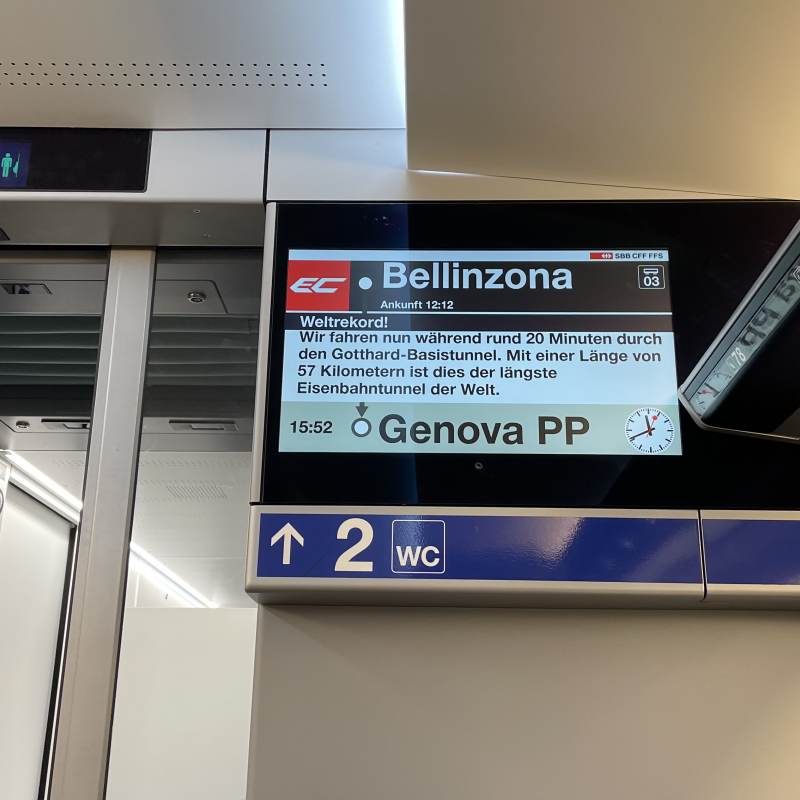 SBB CFF FFS
EC
Bellinzona
03
Ankunft 12:12
Weltrekord!
Wir fahren nun während rund 20 Minuten durch
den Gotthard-Basistunnel. Mit einer Länge von
57 Kilometern ist dies der längste
Eisenbahntunnel der Welt.
15:52 Genova PP
2 WC